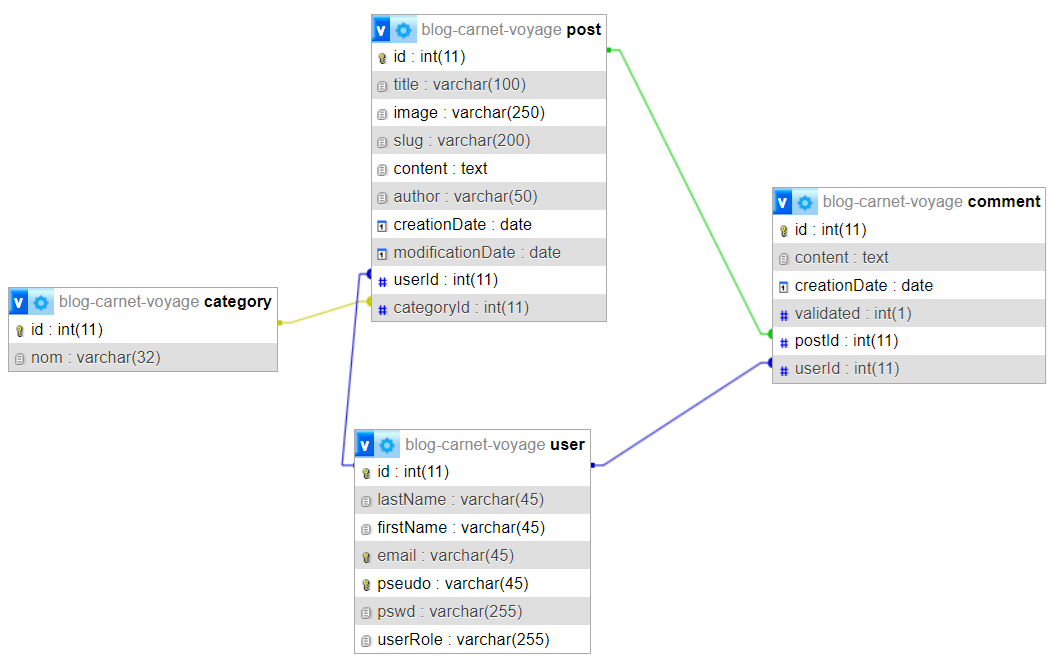 blog-carnet-voyage post
id : int(11)
title : varchar(100)
image : varchar(250)
slug : varchar(200)
content : text
author : varchar(50)
creationDate : date
modificationDate : date
userId : int(11)
categoryId : int(11)
blog-carnet-voyage comment
id : int(11)
content : text
creationDate : date
validated : int(1)
postId : int(11)
userId : int(11)
blog-carnet-voyage category
id : int(11)
nom : varchar(32)
blog-carnet-voyage user
id : int(11)
lastName : varchar(45)
firstName : varchar(45)
email : varchar(45)
pseudo : varchar(45)
pswd : varchar(255)
userRole : varchar(255)